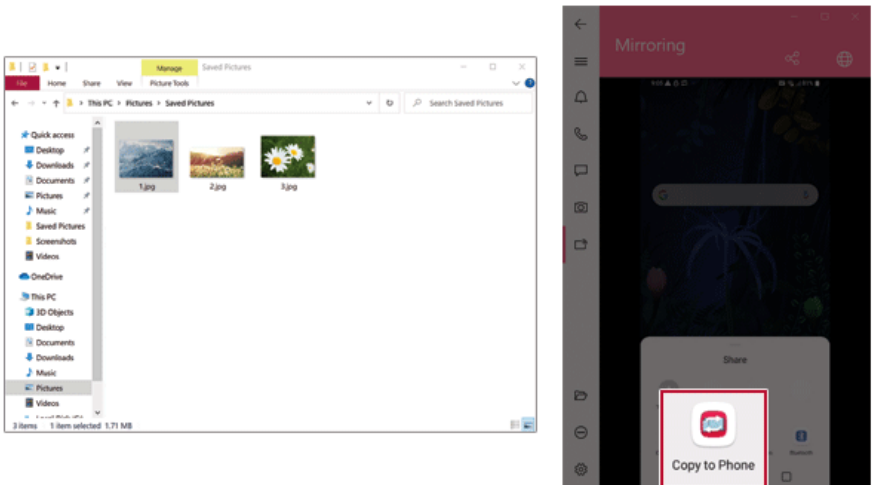 Manage
Saved Pictures
File
Home
Share
View
Picture Tools
This PC > Pictures > Saved Pictures
Search Saved Pictures
Quick access
Desktop
Downloads
Documents
Pictures
Music
Saved Pictures
Screenshots
Videos
OneDrive
This PC
3D Objects
Desktop
Documents
Downloads
Music
Pictures
Videos
1.jpg
2.jpg
3.jpg
3 items
1 item selected 1.71 MB
Mirroring
G
Share
Bluetooth
Copy to Phone